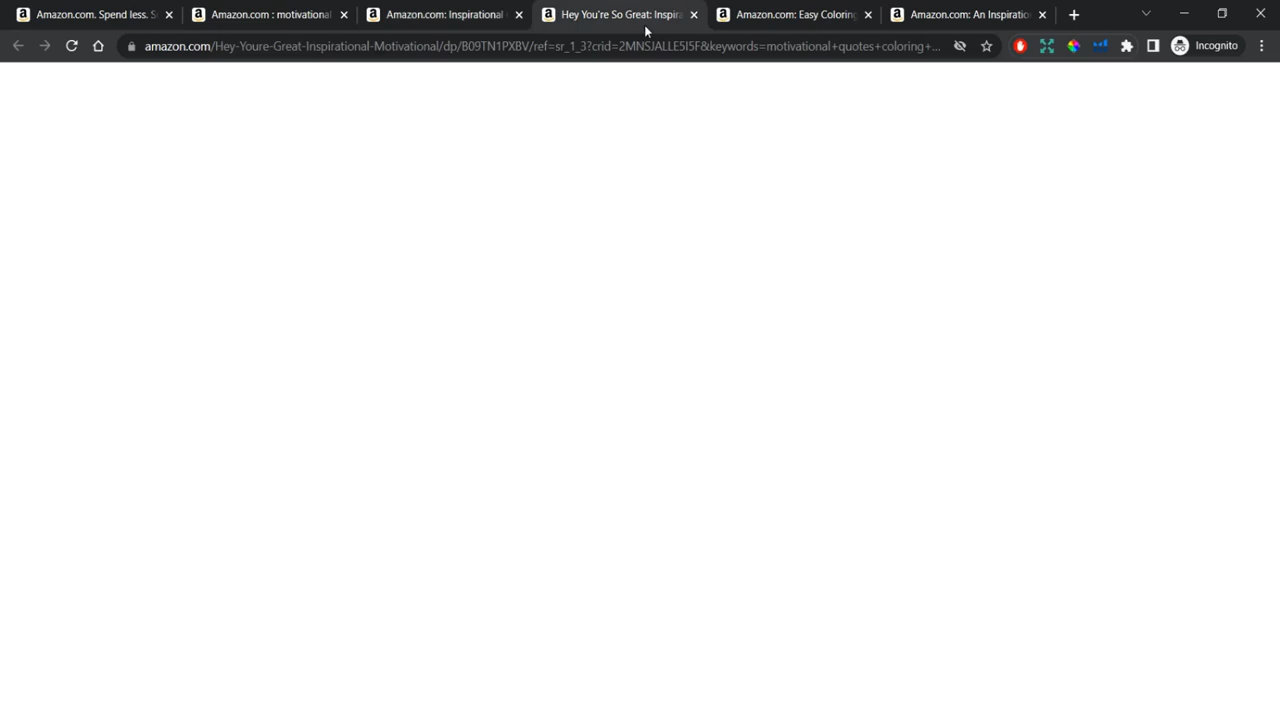 Amazon.com. Spend less. S
Amazon.com : motivational
Amazon.com: Inspirational
Hey You're So Great: Inspira
Amazon.com: Easy Coloring
Amazon.com: An Inspiratio
amazon.com/Hey-Youre-Great-Inspirational-Motivational/dp/B09TN1PXBV/ref=sr_1_3?crid=2MNSJALLE5I5F&keywords=motivational+quotes+coloring+...
Incognito